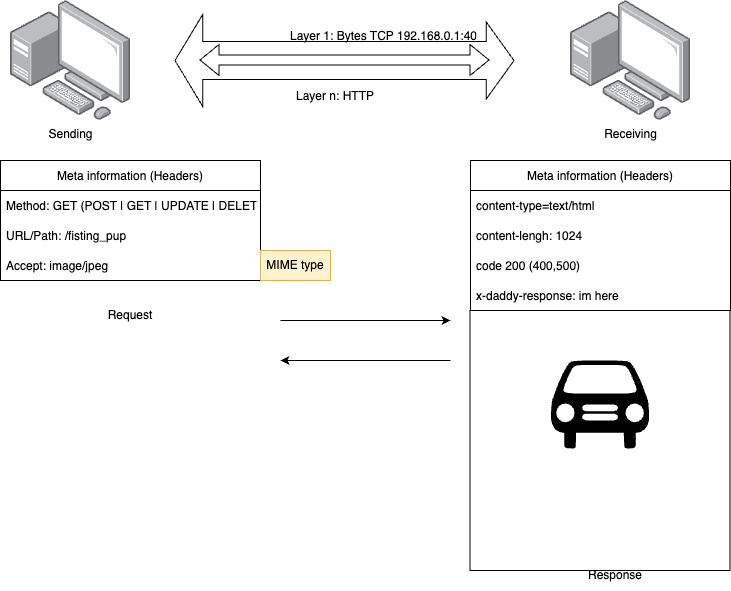 Layer 1: Bytes TCP 192.168.0.1:40
Layer n: HTTP
Sending
Receiving
Meta information (Headers)
Method: GET (POST | GET | UPDATE | DELET
URL/Path: /fisting_pup
Accept: image/jpeg
MIME type
Request
Meta information (Headers)
content-type=text/html
content-lengh: 1024
code 200 (400,500)
x-daddy-response: im here
Response